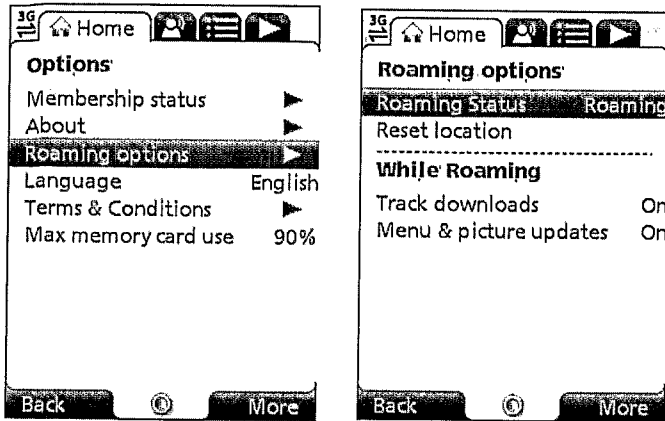 3G
Home
Options
Membership status
About
Roaming options
Language English
Terms & Conditions
Max memory card use 90%
Back More
3G
Home
Roaming options
Roaming Status Roaming
Reset location
While Roaming
Track downloads On
Menu & picture updates On
Back More